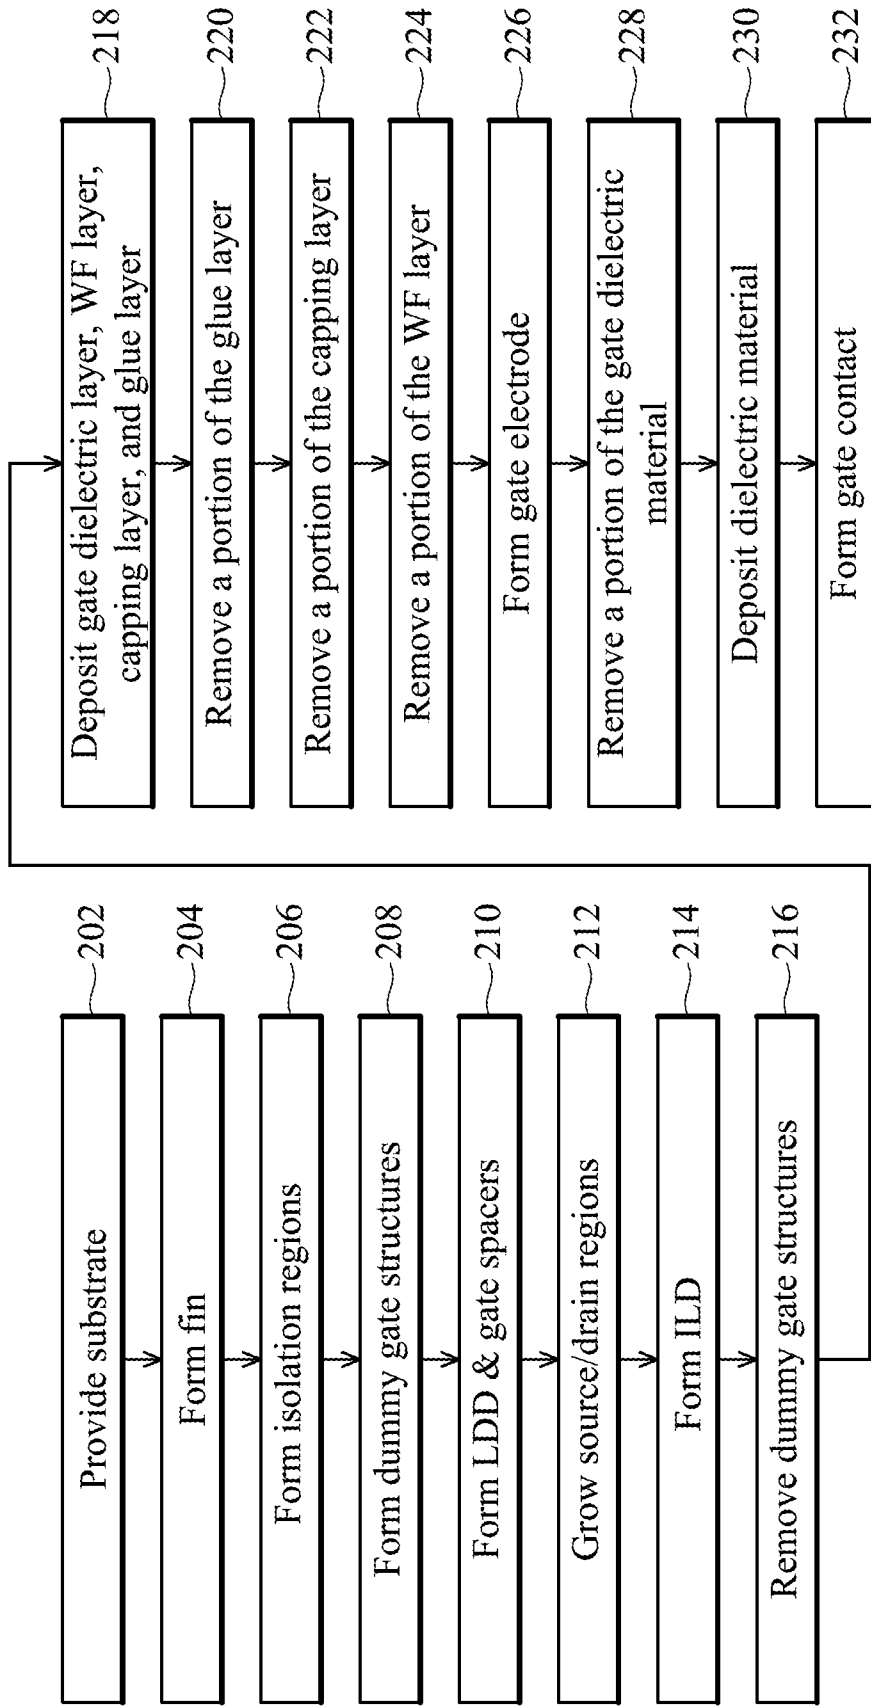 Provide substrate
202
Form fin
204
Form isolation regions
206
Form dummy gate structures
208
Form LDD & gate spacers
210
Grow source/drain regions
212
Form ILD
214
Remove dummy gate structures
216
Deposit gate dielectric layer, WF layer,
capping layer, and glue layer
218
Remove a portion of the glue layer
220
Remove a portion of the capping layer
222
Remove a portion of the WF layer
224
Form gate electrode
226
Remove a portion of the gate dielectric
material
228
Deposit dielectric material
230
Form gate contact
232